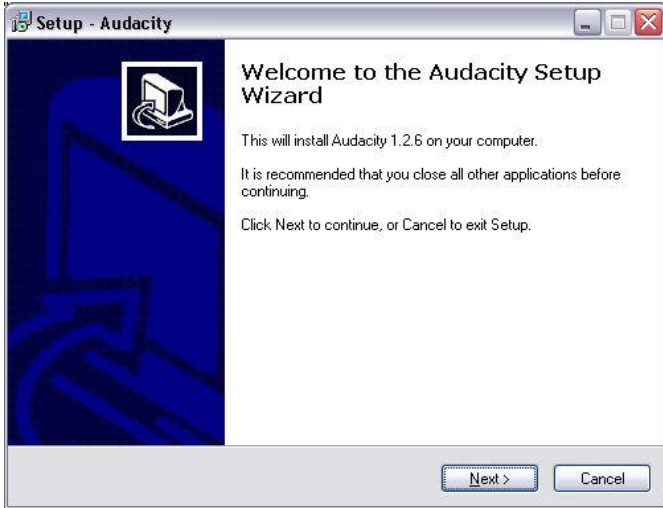 Setup - Audacity
Welcome to the Audacity Setup
Wizard
This will install Audacity 1.2.6 on your computer.
It is recommended that you close all other applications before
continuing.
Click Next to continue, or Cancel to exit Setup.
Next >
Cancel